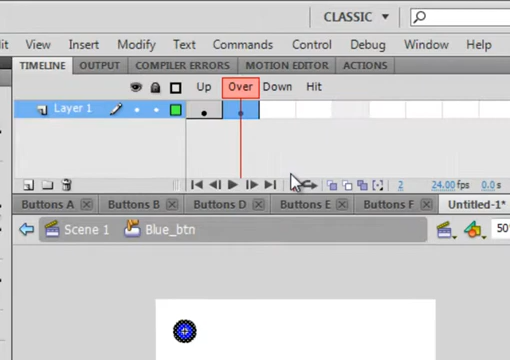 CLASSIC
it View Insert Modify Text Commands Control Debug Window Help
TIMELINE OUTPUT COMPILER ERRORS MOTION EDITOR ACTIONS
Up Over Down Hit
Layer 1
2 24.00 fps 0.0 s
Buttons A Buttons B Buttons D Buttons E Buttons F Untitled-1*
Scene 1 Blue_btn 50%